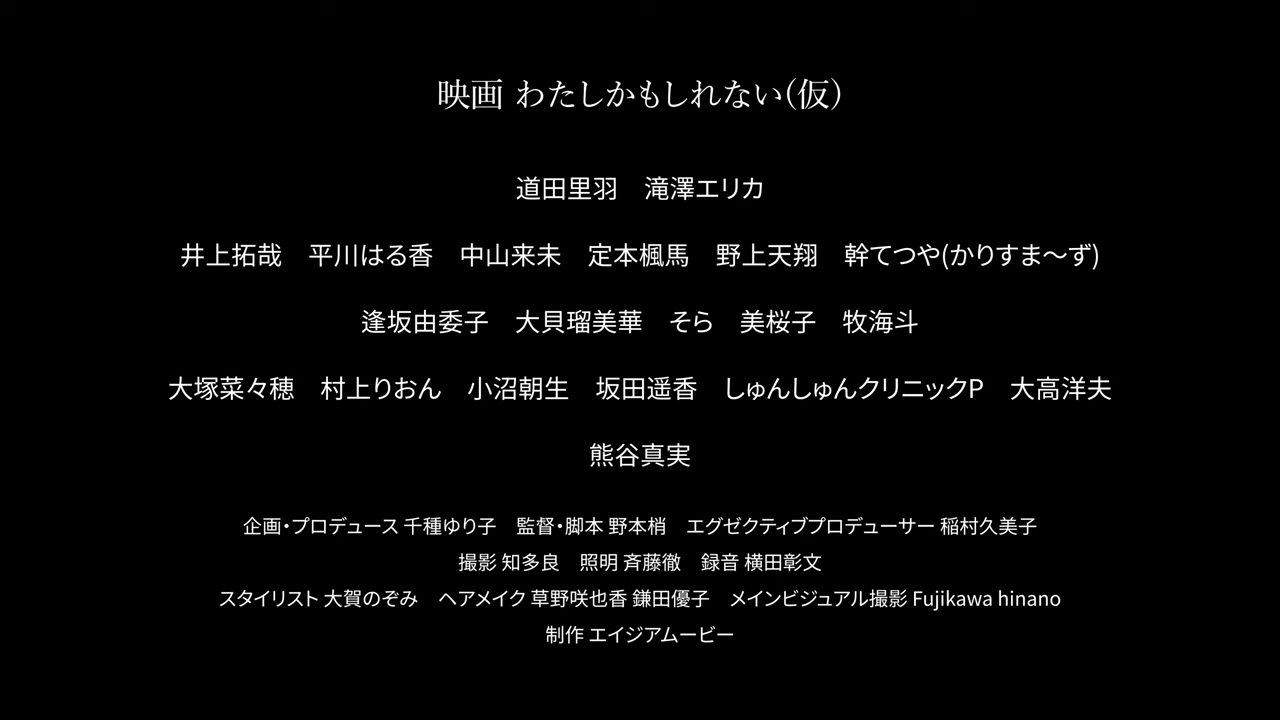 映画 わたしかもしれない(仮)
道田里羽　滝澤エリカ
井上拓哉　平川はる香　中山来未　定本楓馬　野上天翔　幹てつや(かりすま～ず)
逢坂由委子　大貝瑠美華　そら　美桜子　牧海斗
大塚菜々穂　村上りおん　小沼朝生　坂田遥香　しゅんしゅんクリニックP　大高洋夫
熊谷真実
企画・プロデュース 千種ゆり子　監督・脚本 野本梢　エグゼクティブプロデューサー 稲村久美子
撮影 知多良　照明 斉藤徹　録音 横田彰文
スタイリスト 大賀のぞみ　ヘアメイク 草野咲也香 鎌田優子　メインビジュアル撮影 Fujikawa hinano
制作 エイジアムービー